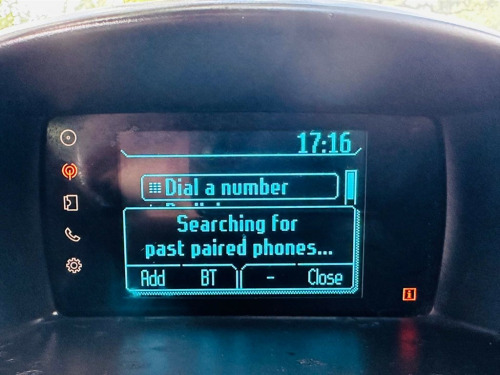 17:16
Dial a number
Searching for
past paired phones...
Add BT - Close